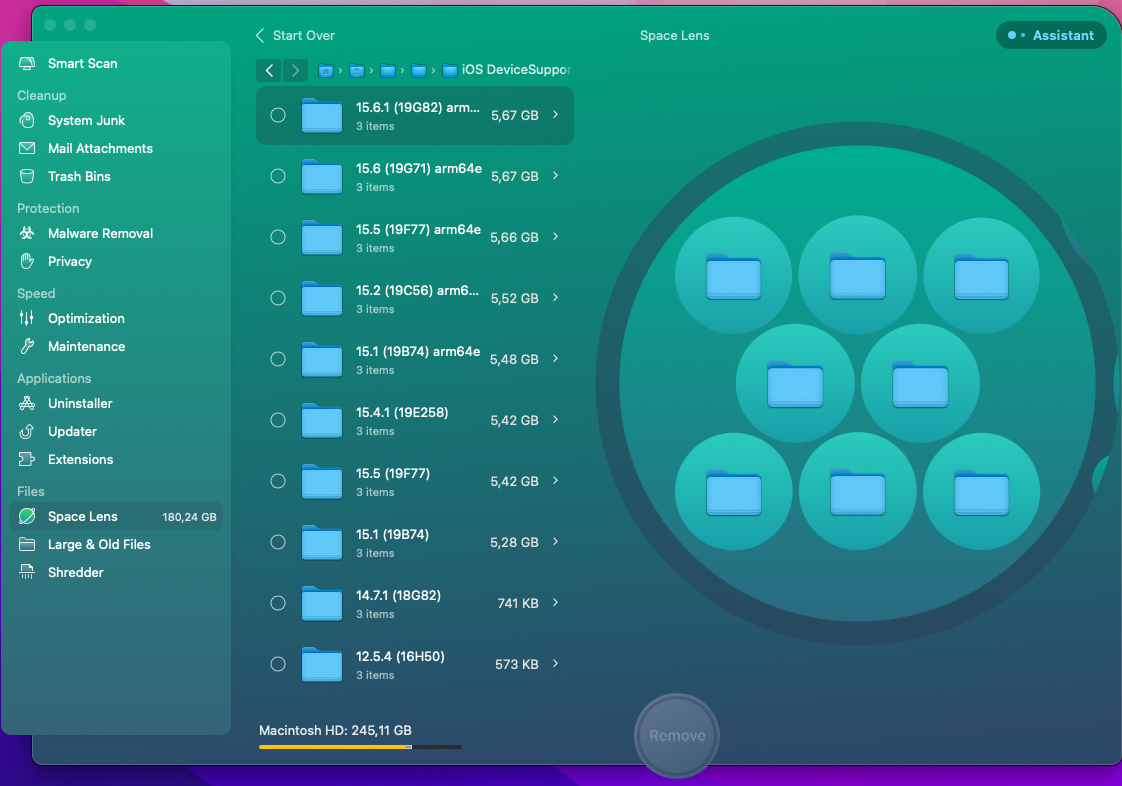 Start Over
Space Lens
Assistant
Smart Scan
Cleanup
System Junk
Mail Attachments
Trash Bins
Protection
Malware Removal
Privacy
Speed
Optimization
Maintenance
Applications
Uninstaller
Updater
Extensions
Files
Space Lens 180,24 GB
Large & Old Files
Shredder
iOS DeviceSuppor
15.6.1 (19G82) arm... 5,67 GB
3 items
15.6 (19G71) arm64e 5,67 GB
3 items
15.5 (19F77) arm64e 5,66 GB
3 items
15.2 (19C56) arm6... 5,52 GB
3 items
15.1 (19B74) arm64e 5,48 GB
3 items
15.4.1 (19E258) 5,42 GB
3 items
15.5 (19F77) 5,42 GB
3 items
15.1 (19B74) 5,28 GB
3 items
14.7.1 (18G82) 741 KB
3 items
12.5.4 (16H50) 573 KB
3 items
Macintosh HD: 245,11 GB
Remove